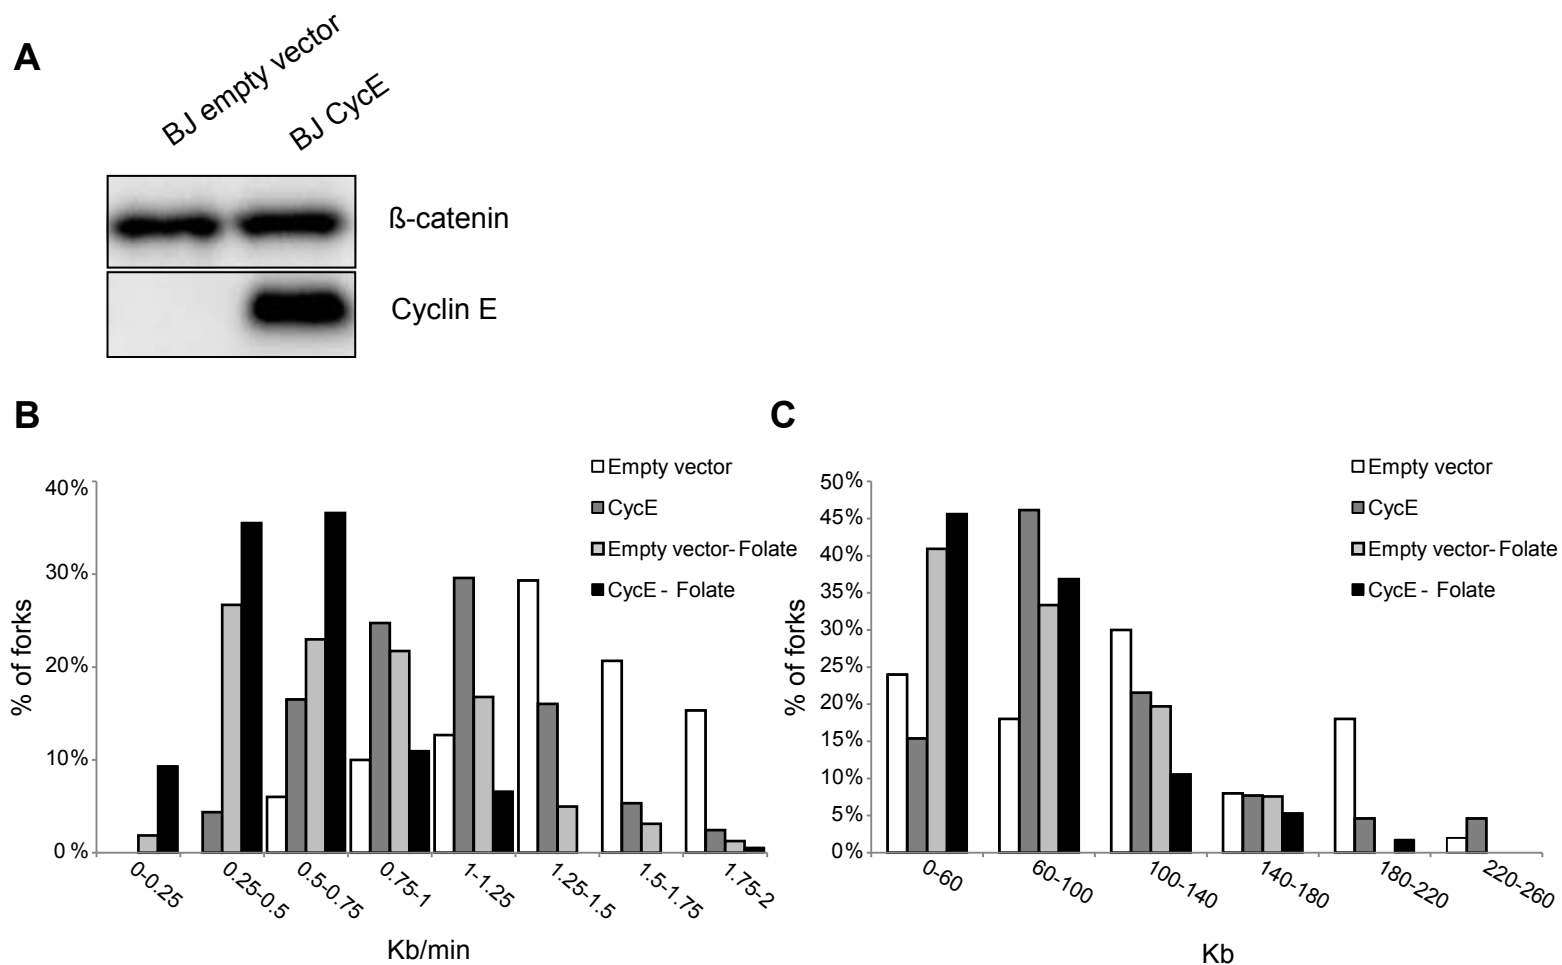 A
BJ empty vector
BJ CycE
ß-catenin
Cyclin E
B
Empty vector
CycE
Empty vector-Folate
CycE - Folate
40%
30%
20%
10%
0%
% of forks
0-0.25
0.25-0.5
0.5-0.75
0.75-1
1-1.25
1.25-1.5
1.5-1.75
1.75-2
Kb/min
C
Empty vector
CycE
Empty vector-Folate
CycE - Folate
50%
45%
40%
35%
30%
25%
20%
15%
10%
5%
0%
% of forks
0-60
60-100
100-140
140-180
180-220
220-260
Kb